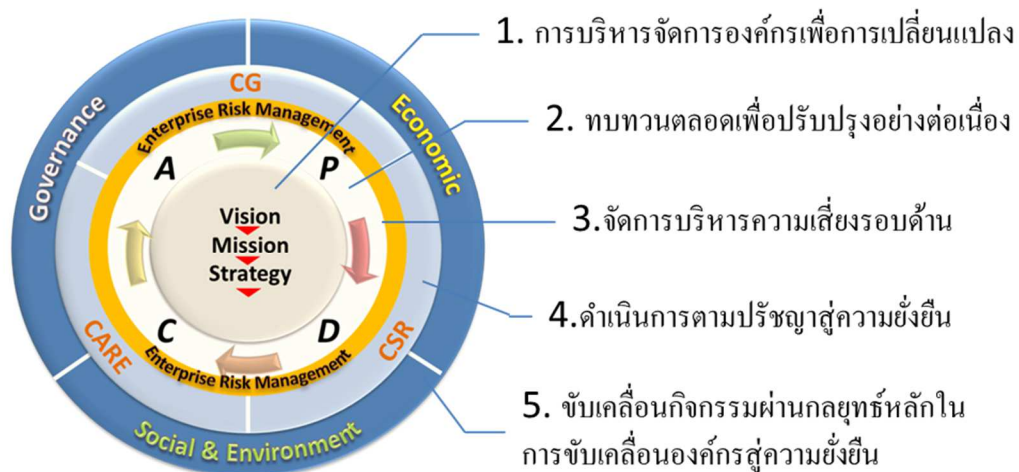 CG
Enterprise Risk Management
Governance
Economic
A
P
Vision
Mission
Strategy
C
D
CARE
CSR
Enterprise Risk Management
Social & Environment
1. การบริหารจัดการองค์กรเพื่อการเปลี่ยนแปลง
2. ทบทวนตลอดเพื่อปรับปรุงอย่างต่อเนื่อง
3.จัดการบริหารความเสี่ยงรอบด้าน
4.ดำเนินการตามปรัชญาสู่ความยั่งยืน
5. ขับเคลื่อนกิจกรรมผ่านกลยุทธ์หลักใน
การขับเคลื่อนองค์กรสู่ความยั่งยืน